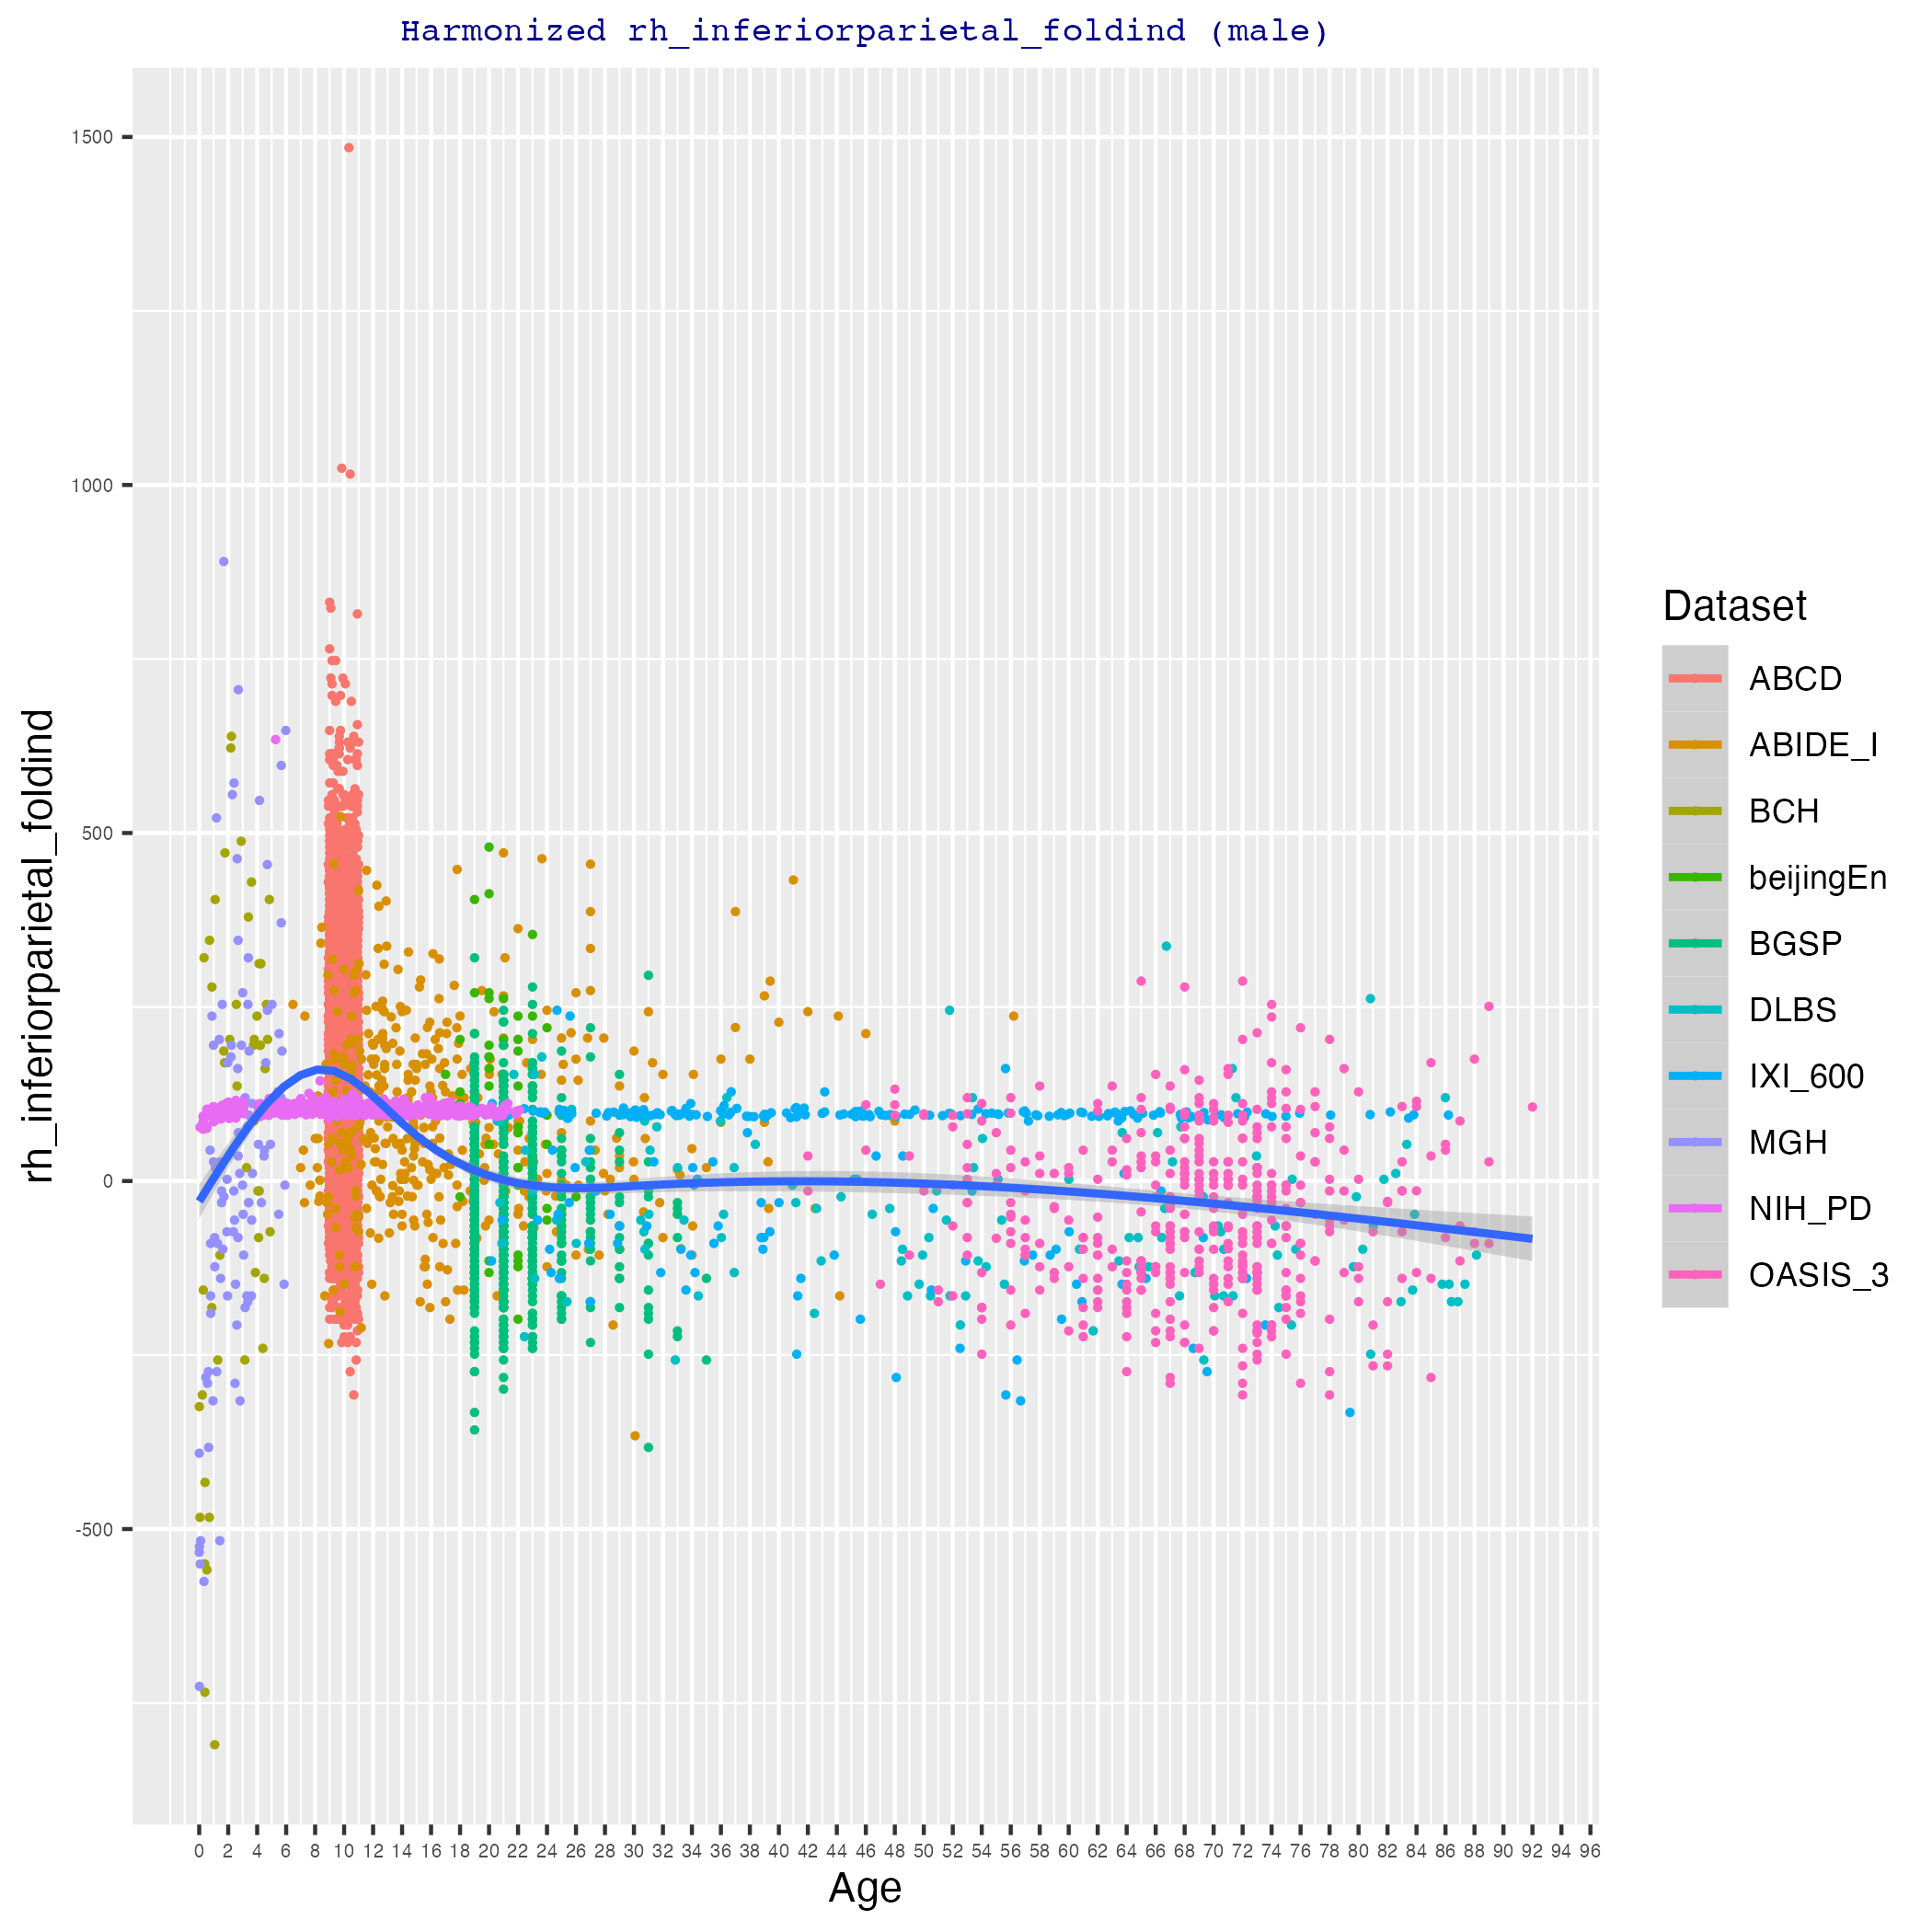 Harmonized rh_inferiorparietal_foldind (male)
rh_inferiorparietal_foldind
1500
1000
500
0
-500
0 2 4 6 8 10 12 14 16 18 20 22 24 26 28 30 32 34 36 38 40 42 44 46 48 50 52 54 56 58 60 62 64 66 68 70 72 74 76 78 80 82 84 86 88 90 92 94 96
Age
Dataset
ABCD
ABIDE_I
BCH
beijingEn
BGSP
DLBS
IXI_600
MGH
NIH_PD
OASIS_3